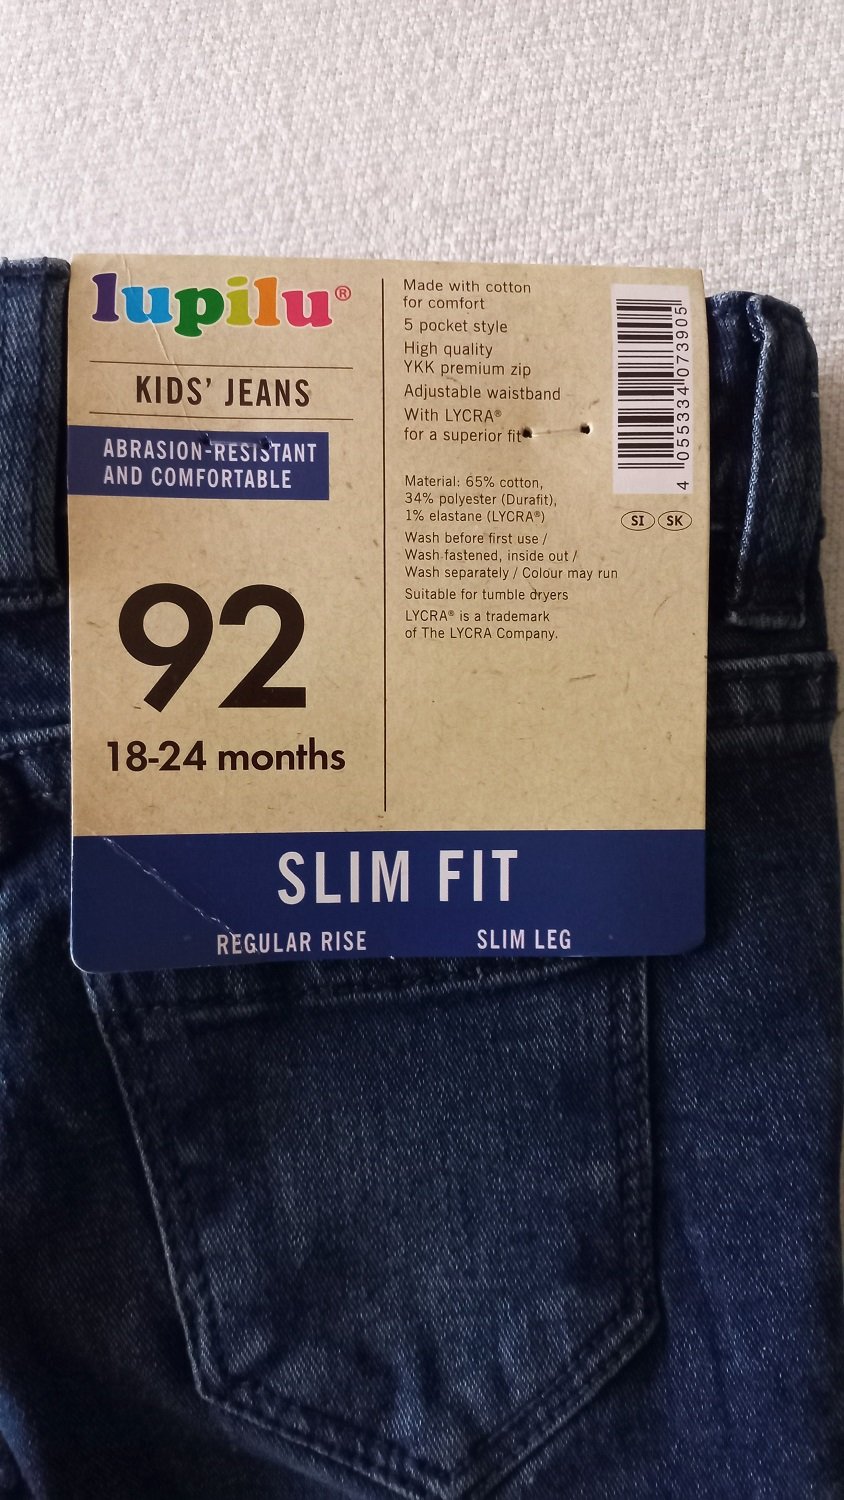 lupilu®
KIDS' JEANS
ABRASION-RESISTANT
AND COMFORTABLE
92
18-24 months
Made with cotton
for comfort
5 pocket style
High quality
YKK premium zip
Adjustable waistband
With LYCRA®
for a superior fit
Material: 65% cotton,
34% polyester (Durafit),
1% elastane (LYCRA®)
Wash before first use /
Wash fastened, inside out /
Wash separately / Colour may run
Suitable for tumble dryers
LYCRA® is a trademark
of The LYCRA Company.
4 055334 073905
SI SK
SLIM FIT
REGULAR RISE SLIM LEG